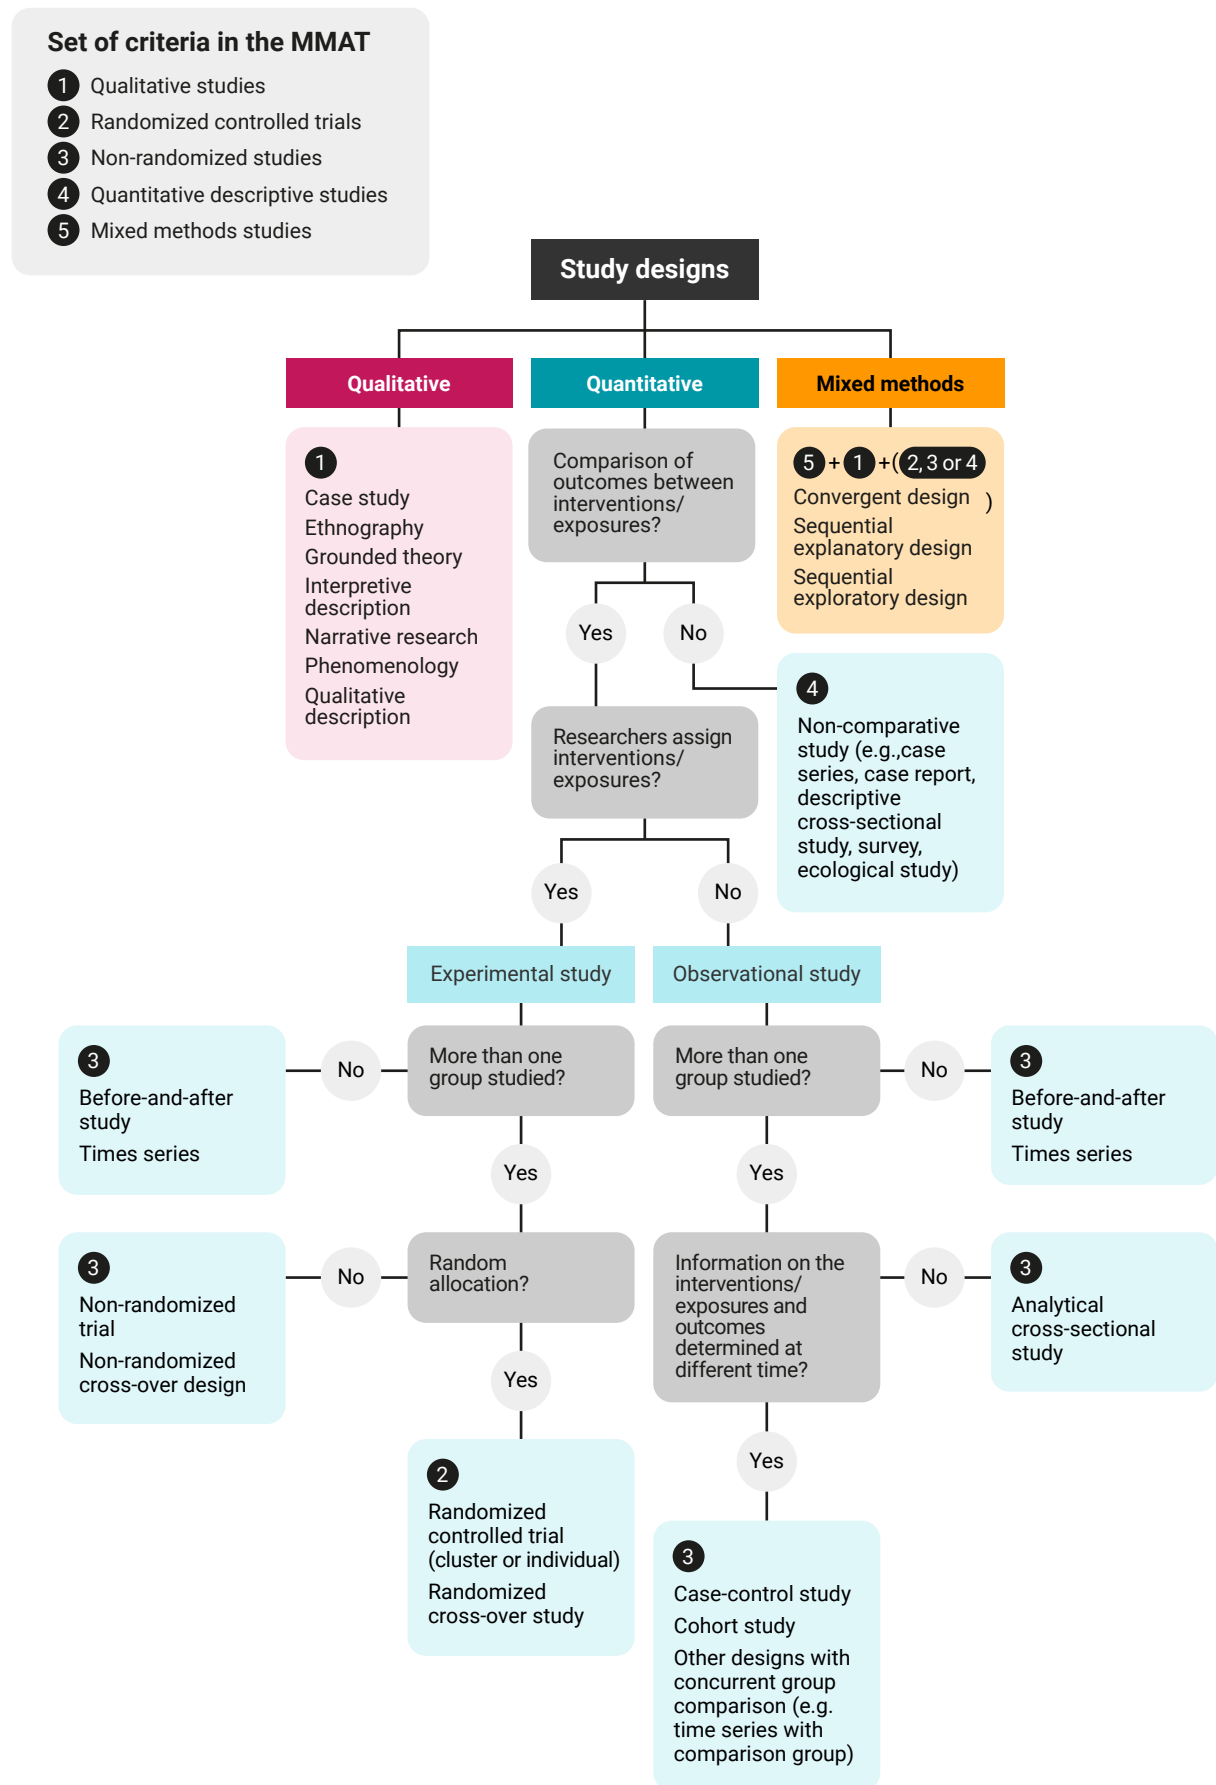 Set of criteria in the MMAT
1 Qualitative studies
2 Randomized controlled trials
3 Non-randomized studies
4 Quantitative descriptive studies
5 Mixed methods studies
Study designs
Qualitative
Quantitative
Mixed methods
1
Case study
Ethnography
Grounded theory
Interpretive
description
Narrative research
Phenomenology
Qualitative
description
Comparison of
outcomes between
interventions/
exposures?
5 + 1 +( 2, 3 or 4
Convergent design )
Sequential
explanatory design
Sequential
exploratory design
Yes
No
Researchers assign
interventions/
exposures?
4
Non-comparative
study (e.g.,case
series, case report,
descriptive
cross-sectional
study, survey,
ecological study)
Yes
No
Experimental study
Observational study
3
Before-and-after
study
Times series
No
More than one
group studied?
More than one
group studied?
No
3
Before-and-after
study
Times series
Yes
Yes
3
Non-randomized
trial
Non-randomized
cross-over design
No
Random
allocation?
Information on the
interventions/
exposures and
outcomes
determined at
different time?
No
3
Analytical
cross-sectional
study
Yes
Yes
2
Randomized
controlled trial
(cluster or individual)
Randomized
cross-over study
3
Case-control study
Cohort study
Other designs with
concurrent group
comparison (e.g.
time series with
comparison group)